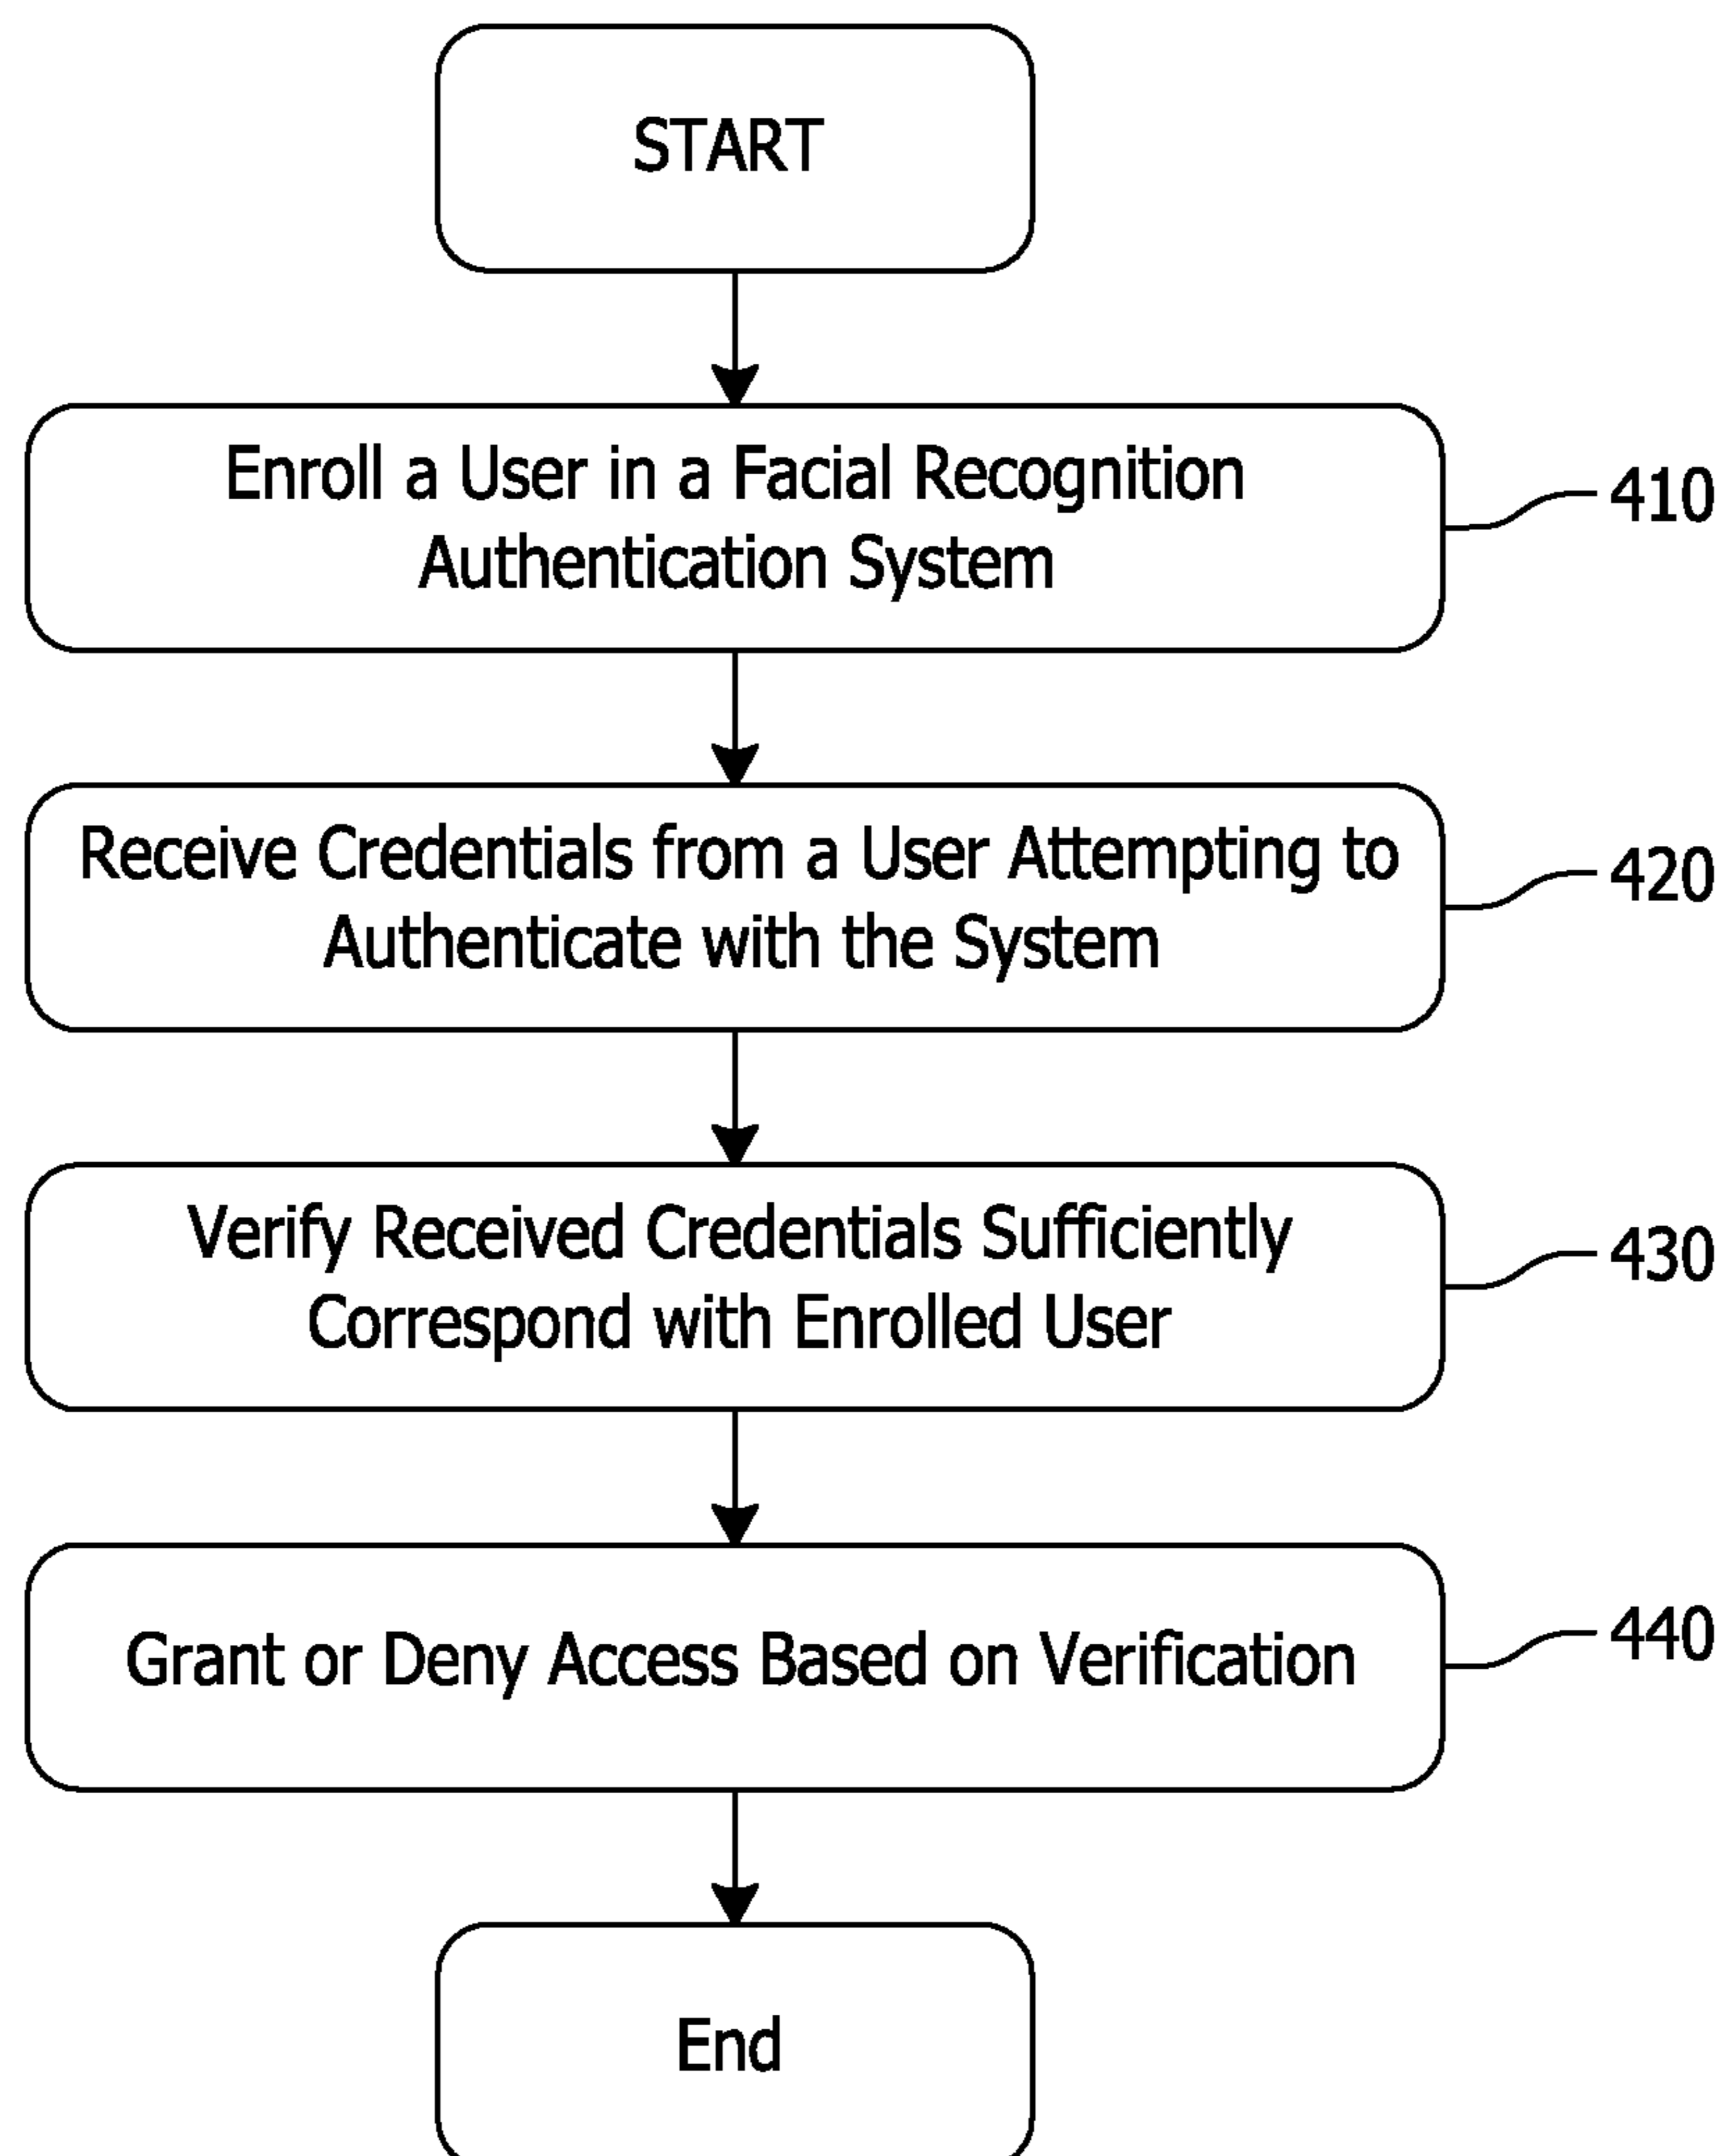 START
Enroll a User in a Facial Recognition
Authentication System
410
Receive Credentials from a User Attempting to
Authenticate with the System
420
Verify Received Credentials Sufficiently
Correspond with Enrolled User
430
Grant or Deny Access Based on Verification
440
End